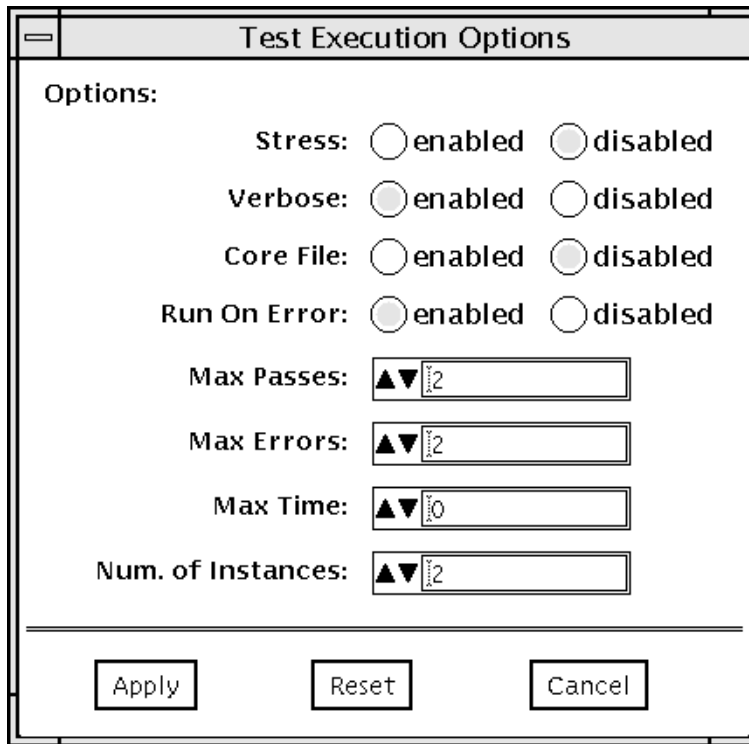 Test Execution Options
Options:
Stress: enabled disabled
Verbose: enabled disabled
Core File: enabled disabled
Run On Error: enabled disabled
Max Passes: 2
Max Errors: 2
Max Time: 0
Num. of Instances: 2
Apply Reset Cancel